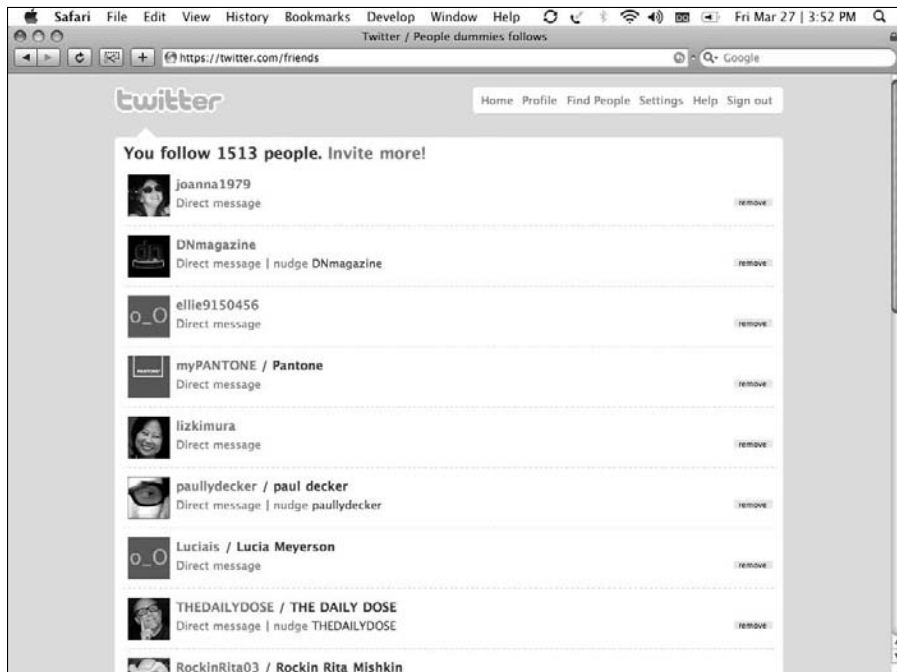 Safari File Edit View History Bookmarks Develop Window Help Fri Mar 27 | 3:52 PM
Twitter / People dummies follows
https://twitter.com/friends
Google
twitter
Home Profile Find People Settings Help Sign out
You follow 1513 people. Invite more!
joanna1979
Direct message
remove
dn
DNmagazine
Direct message | nudge DNmagazine
remove
o_O
ellie9150456
Direct message
remove
PANTONE
myPANTONE / Pantone
Direct message
remove
lizkimura
Direct message
remove
paullydecker / paul decker
Direct message | nudge paullydecker
remove
o_O
Luciais / Lucia Meyerson
Direct message
remove
THEDAILYDOSE / THE DAILY DOSE
Direct message | nudge THEDAILYDOSE
remove
RockinRita03 / Rockin Rita Mishkin